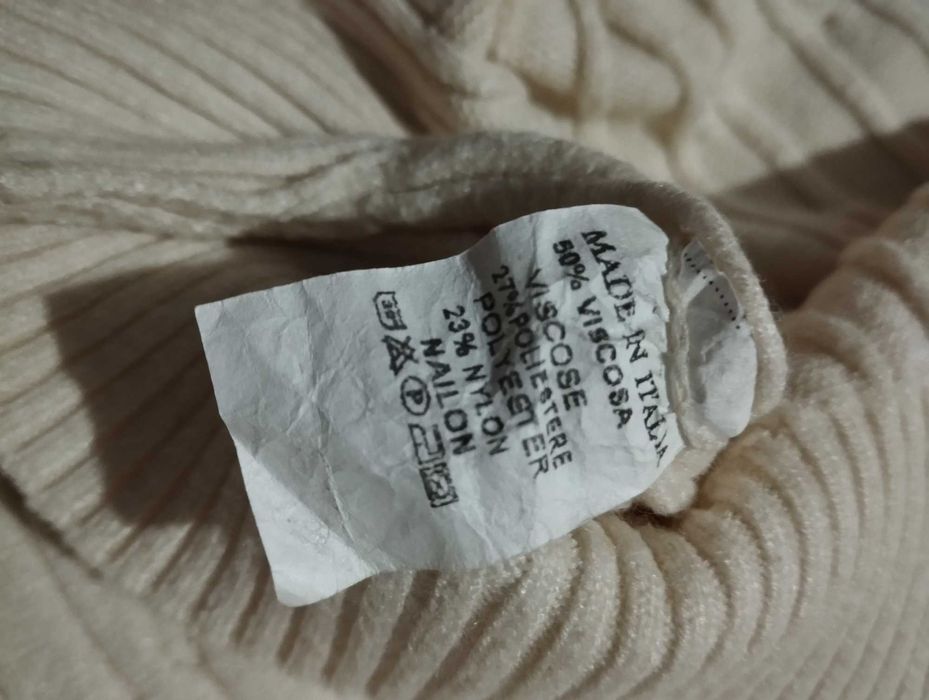 MADE IN ITALIA
50% VISCOSA
VISCOSE
27%POLIESTERE
POLYESTER
23% NYLON
NAILON
P